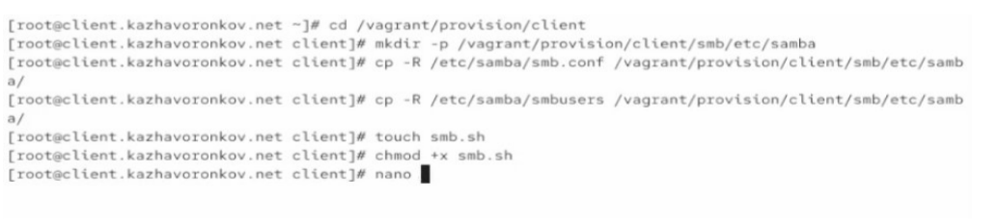 [root@client.kazhavoronkov.net ~]# cd /vagrant/provision/client
[root@client.kazhavoronkov.net client]# mkdir -p /vagrant/provision/client/smb/etc/samba
[root@client.kazhavoronkov.net client]# cp -R /etc/samba/smb.conf /vagrant/provision/client/smb/etc/samb
a/
[root@client.kazhavoronkov.net client]# cp -R /etc/samba/smbusers /vagrant/provision/client/smb/etc/samb
a/
[root@client.kazhavoronkov.net client]# touch smb.sh
[root@client.kazhavoronkov.net client]# chmod +x smb.sh
[root@client.kazhavoronkov.net client]# nano